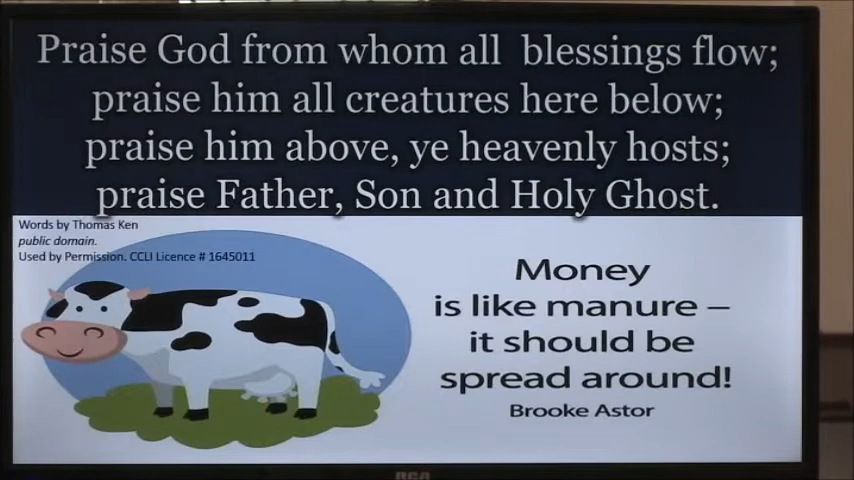 Praise God from whom all blessings flow;
praise him all creatures here below;
praise him above, ye heavenly hosts;
praise Father, Son and Holy Ghost.
Words by Thomas Ken
public domain.
Used by Permission. CCLI Licence # 1645011
Money
is like manure –
it should be
spread around!
Brooke Astor
RCA